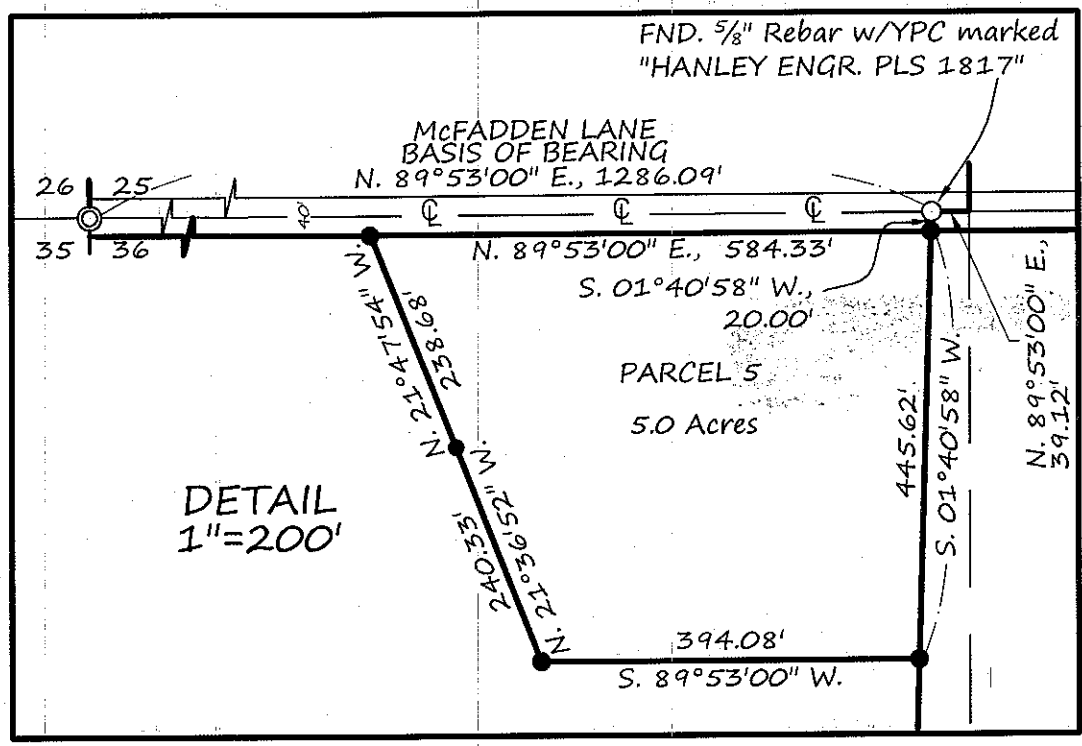 FND. 5/8" Rebar w/YPC marked
"HANLEY ENGR. PLS 1817"
McFADDEN LANE
BASIS OF BEARING
N. 89°53'00" E., 1286.09'
26 25
35 36
40'
℄ ℄ ℄
N. 89°53'00" E., 584.33'
S. 01°40'58" W.,
20.00'
N. 21°47'54" W.
238.68'
PARCEL 5
5.0 Acres
445.62'
S. 01°40'58" W.
N. 89°53'00" E.,
39.12'
DETAIL
1"=200'
240.33'
N. 21°36'52" W.
394.08'
S. 89°53'00" W.